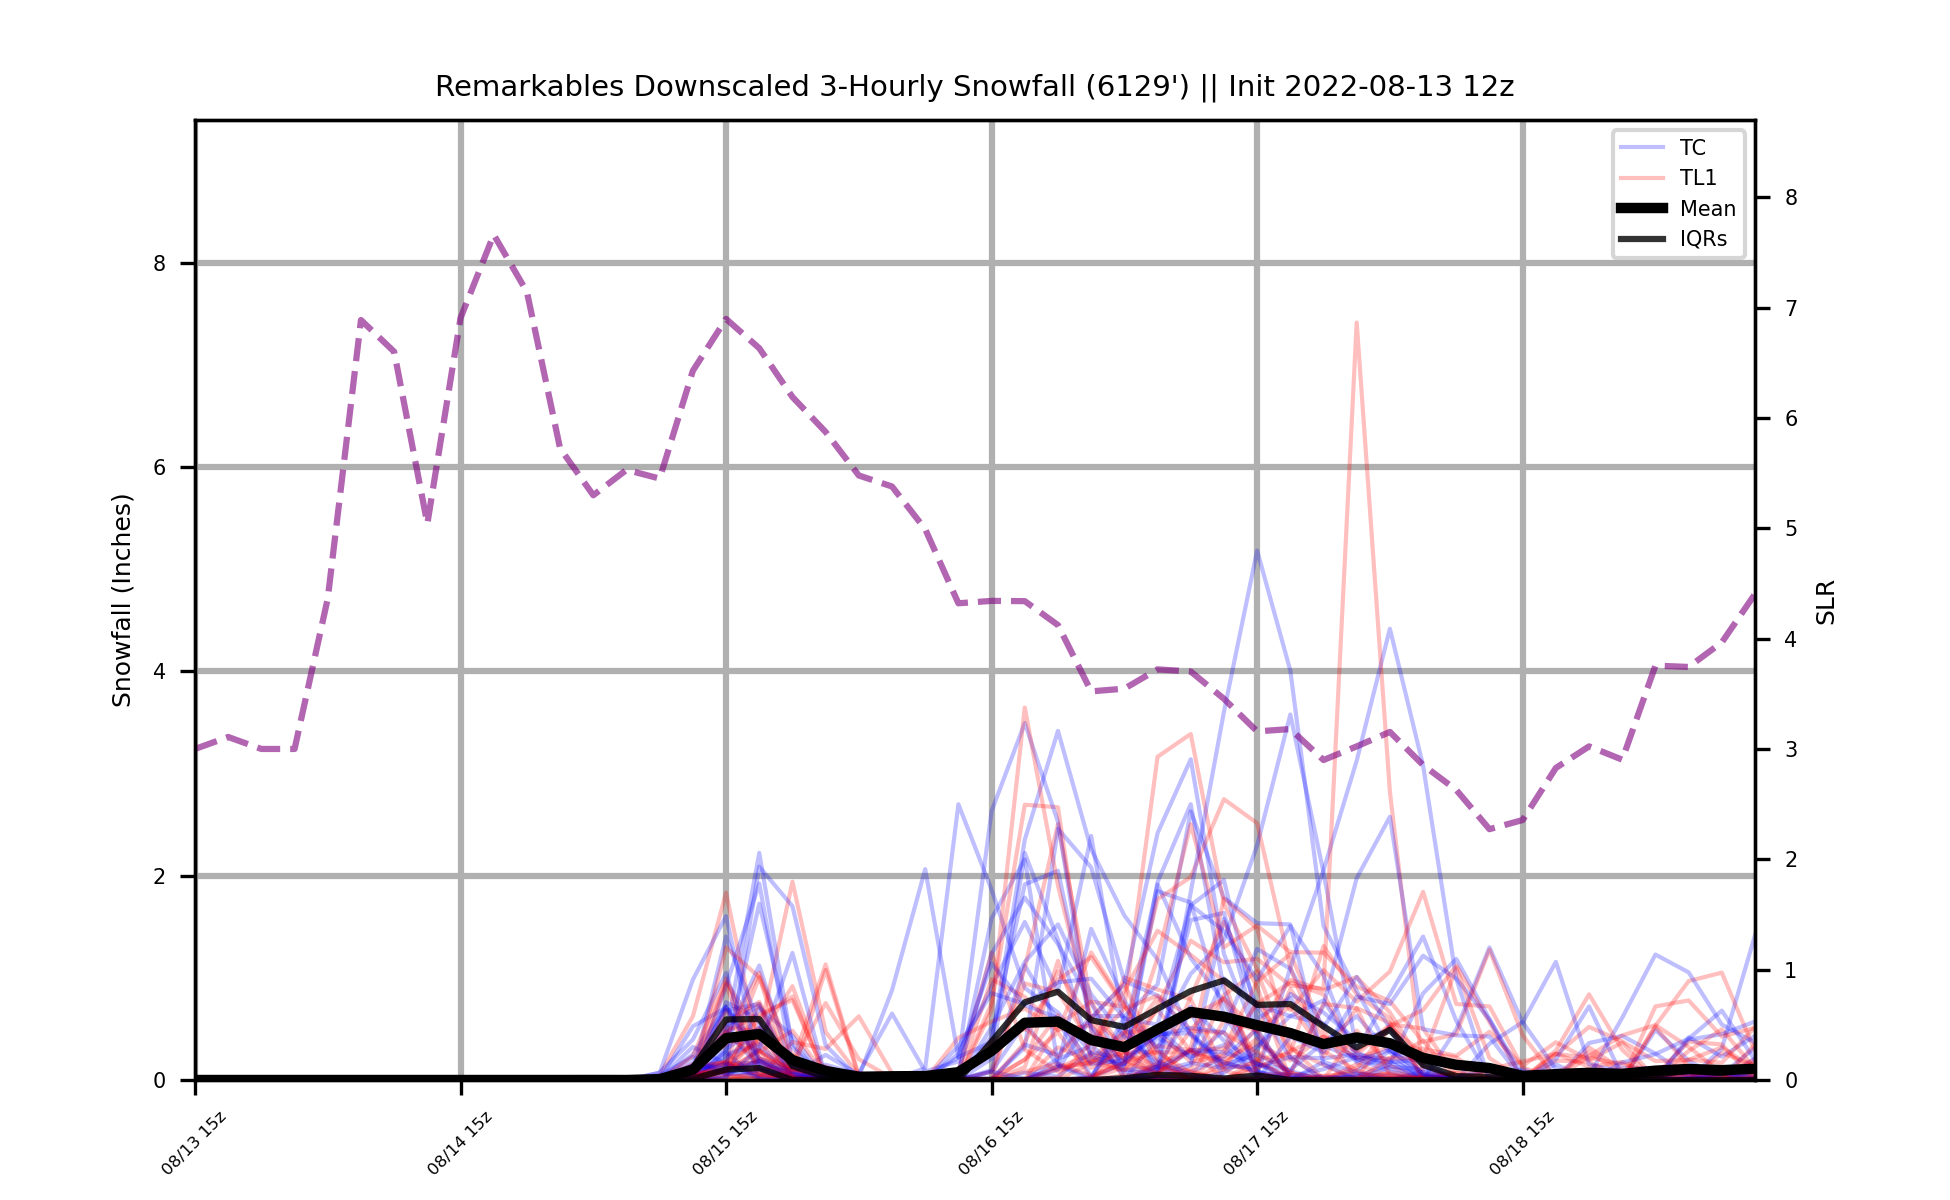 Remarkables Downscaled 3-Hourly Snowfall (6129') || Init 2022-08-13 12z
TC
TL1
Mean
IQRs
8
6
4
2
0
Snowfall (Inches)
8
7
6
5
4
3
2
1
0
SLR
08/13 15z
08/14 15z
08/15 15z
08/16 15z
08/17 15z
08/18 15z